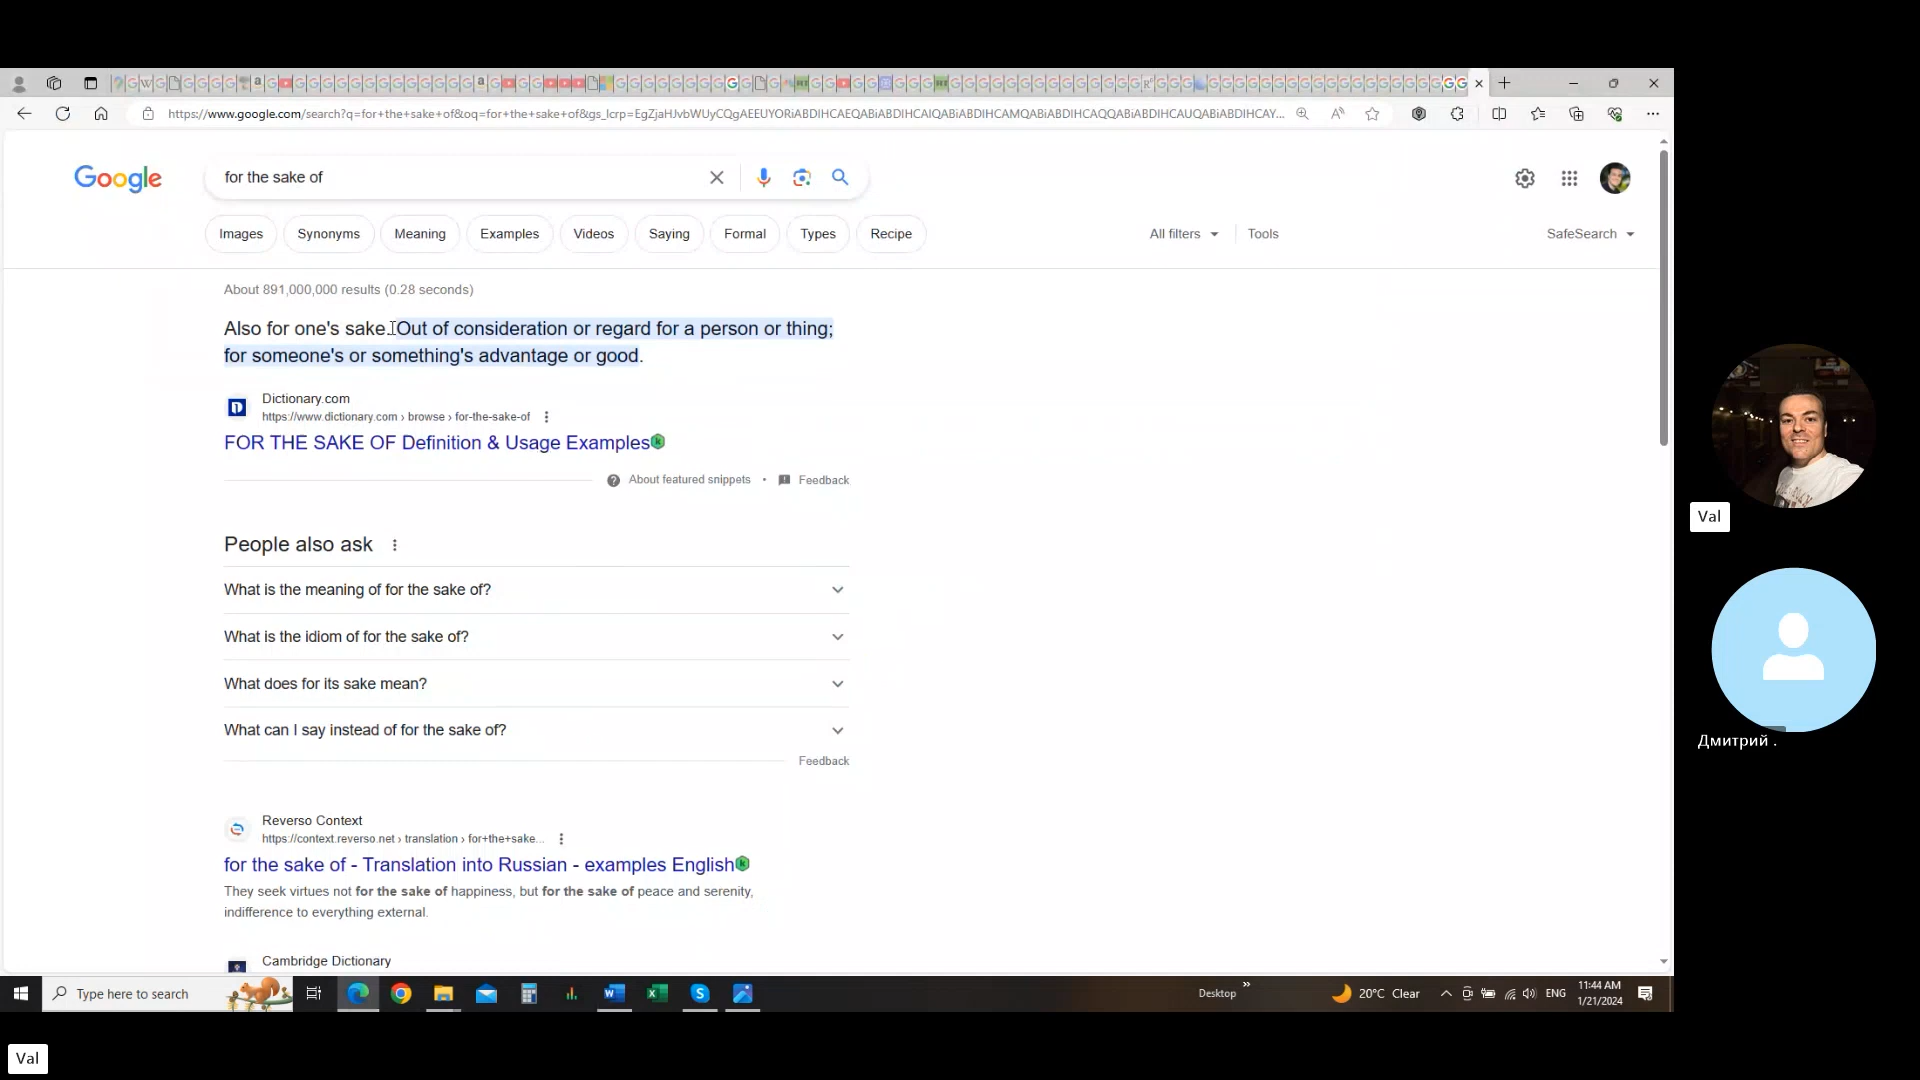 https://www.google.com/search?q=for+the+sake+of&oq=for+the+sake+of&gs_lcrp=EgZjaHJvbWUyCQgAEEUYORiABDIHCAEQABiABDIHCAIQABiABDIHCAMQABiABDIHCAQQABiABDIHCAUQABiABDIHCAY...
Google
for the sake of
Images
Synonyms
Meaning
Examples
Videos
Saying
Formal
Types
Recipe
All filters
Tools
SafeSearch
About 891,000,000 results (0.28 seconds)
Also for one's sake. Out of consideration or regard for a person or thing;
for someone's or something's advantage or good.
Dictionary.com
https://www.dictionary.com › browse › for-the-sake-of
FOR THE SAKE OF Definition & Usage Examples
About featured snippets • Feedback
People also ask
What is the meaning of for the sake of?
What is the idiom of for the sake of?
What does for its sake mean?
What can I say instead of for the sake of?
Feedback
Reverso Context
https://context.reverso.net › translation › for+the+sake...
for the sake of - Translation into Russian - examples English
They seek virtues not for the sake of happiness, but for the sake of peace and serenity,
indifference to everything external.
Cambridge Dictionary
Type here to search
Desktop
20°C Clear
ENG
11:44 AM
1/21/2024
Val
Дмитрий .
Val